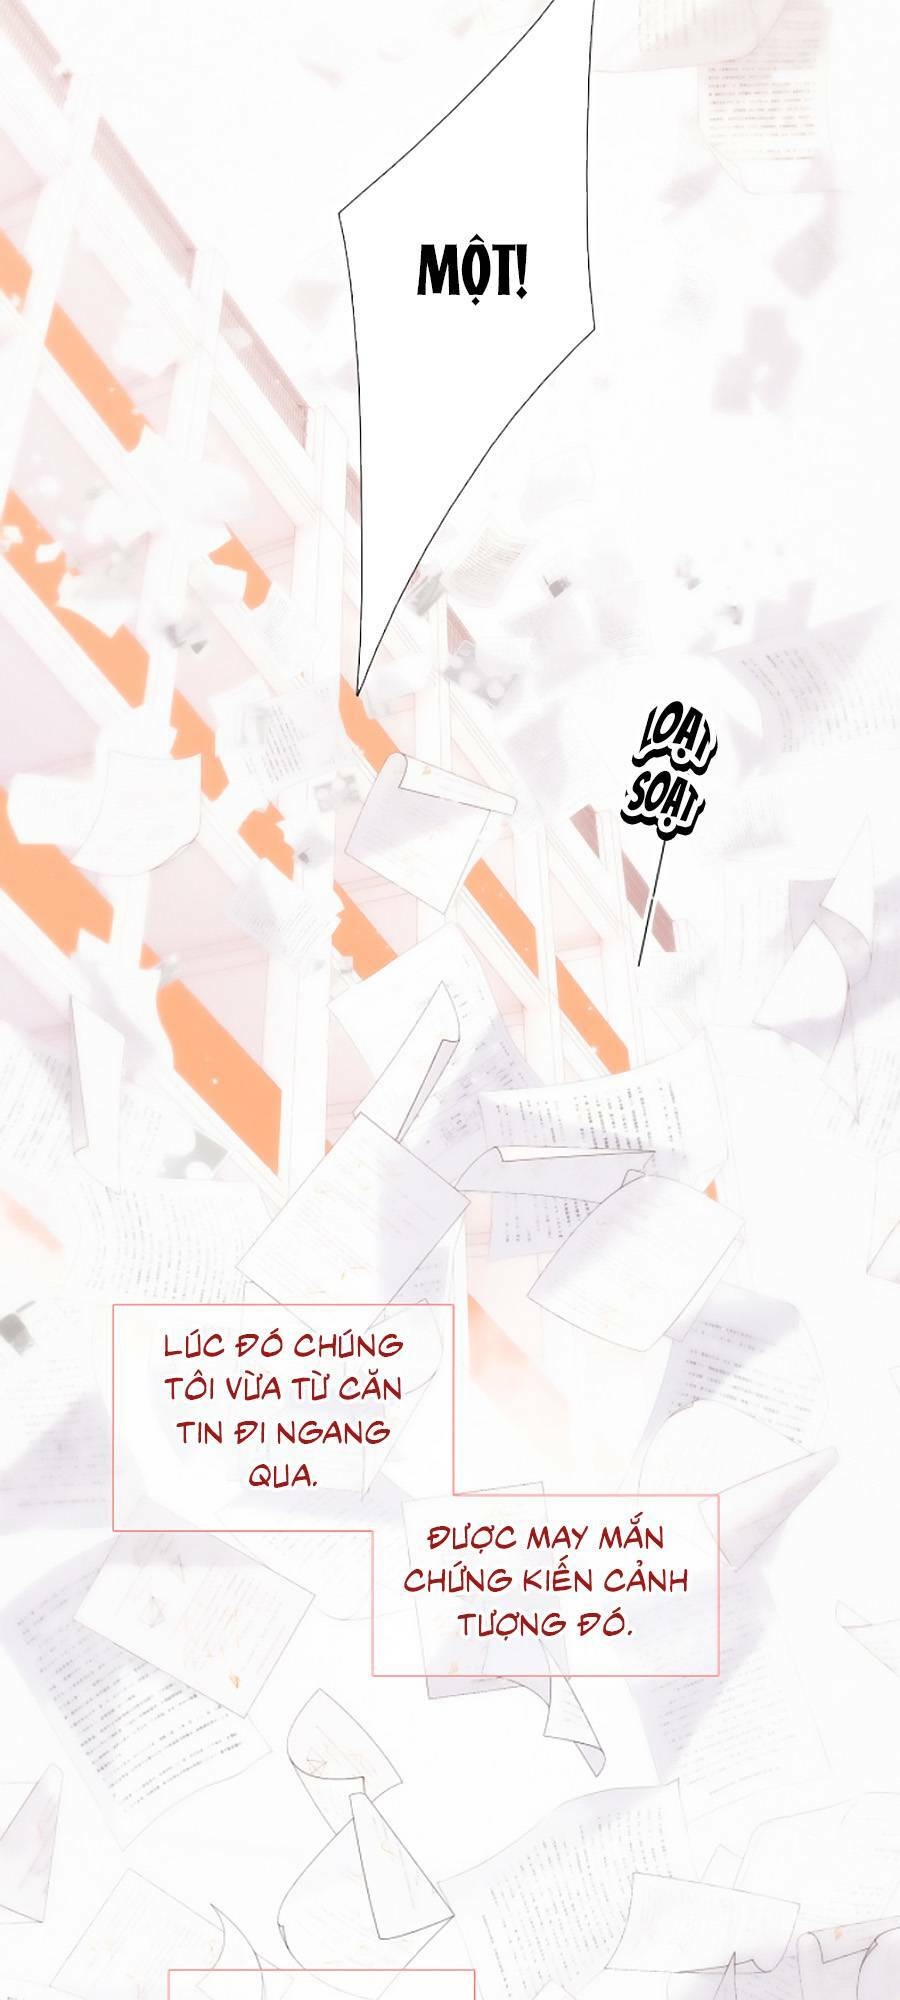 MỘT!
LOẠT
SOẠT
LÚC ĐÓ CHÚNG
TÔI VỪA TỪ CĂN
TIN ĐI NGANG
QUA.
ĐƯỢC MAY MẮN
CHỨNG KIẾN CẢNH
TƯỢNG ĐÓ.